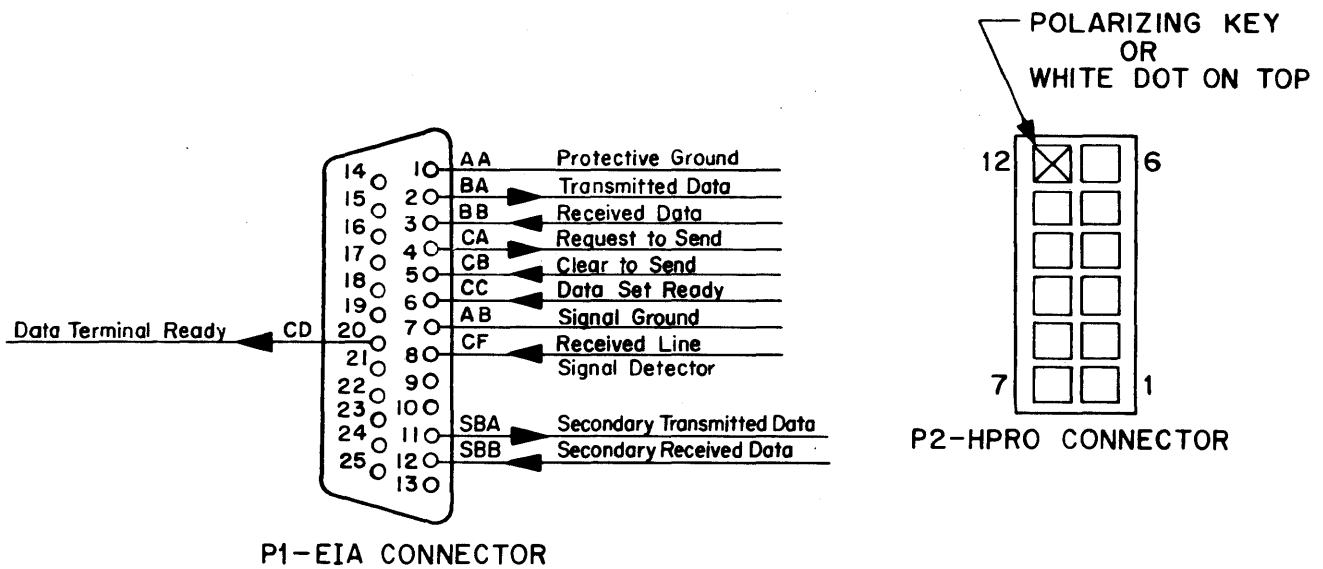 POLARIZING KEY
OR
WHITE DOT ON TOP
14
15
16
17
18
19
20
21
22
23
24
25
1 AA Protective Ground
2 BA Transmitted Data
3 BB Received Data
4 CA Request to Send
5 CB Clear to Send
6 CC Data Set Ready
7 AB Signal Ground
8 CF Received Line
Signal Detector
9
10
11 SBA Secondary Transmitted Data
12 SBB Secondary Received Data
13
Data Terminal Ready CD
P1-EIA CONNECTOR
12 6
7 1
P2-HPRO CONNECTOR